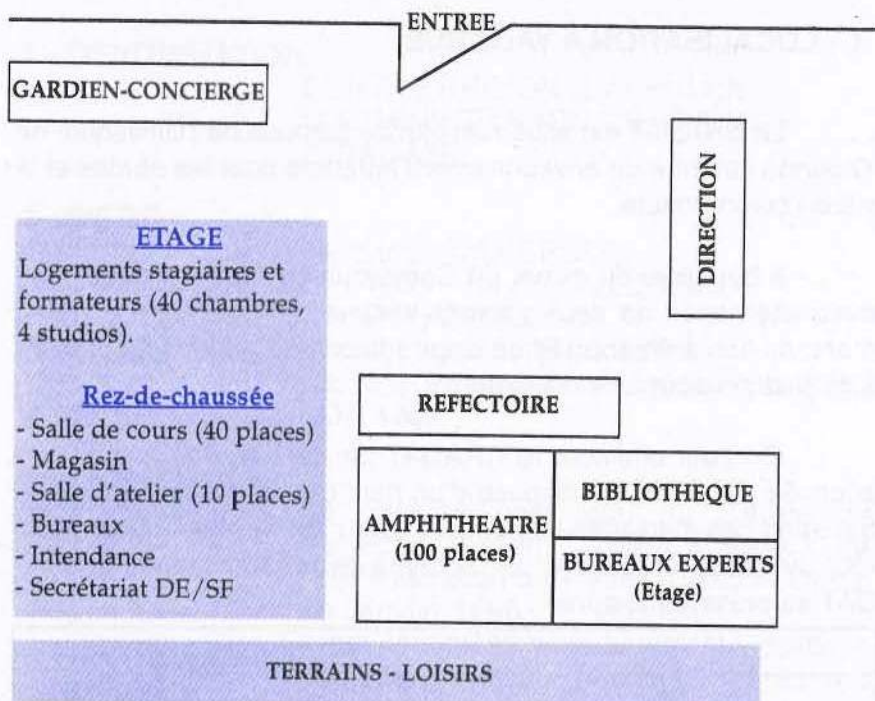 ENTREE
GARDIEN-CONCIERGE
DIRECTION
ETAGE
Logements stagiaires et
formateurs (40 chambres,
4 studios).
Rez-de-chaussée
- Salle de cours (40 places)
- Magasin
- Salle d'atelier (10 places)
- Bureaux
- Intendance
- Secrétariat DE/SF
REFECTOIRE
AMPHITHEATRE
(100 places)
BIBLIOTHEQUE
BUREAUX EXPERTS
(Etage)
TERRAINS - LOISIRS